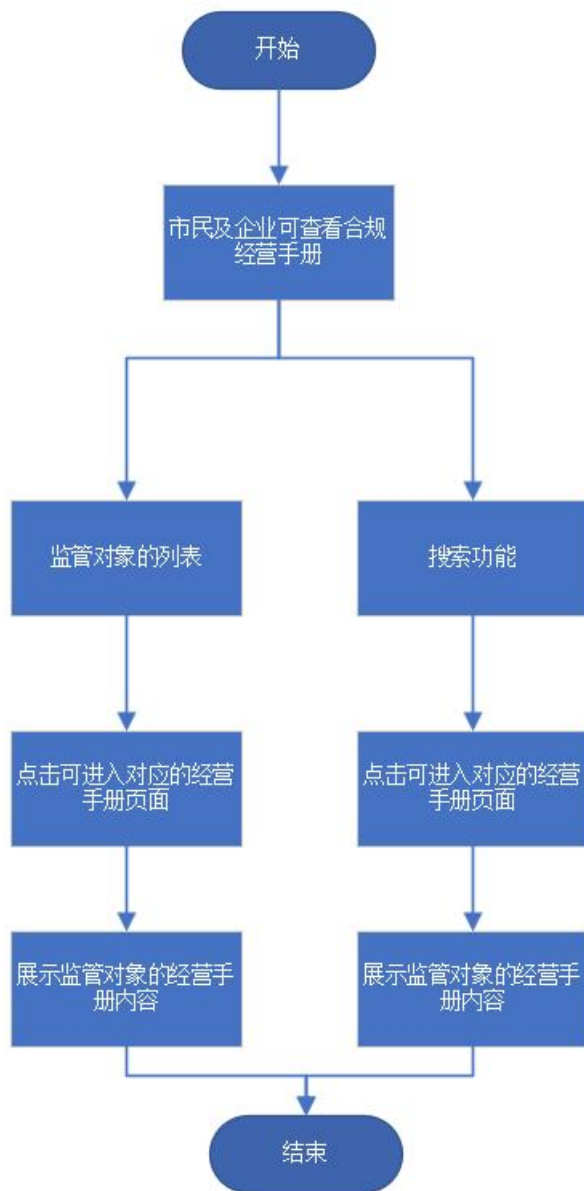 开始
市民及企业可查看合规
经营手册
监管对象的列表
搜索功能
点击可进入对应的经营
手册页面
点击可进入对应的经营
手册页面
展示监管对象的经营手
册内容
展示监管对象的经营手
册内容
结束